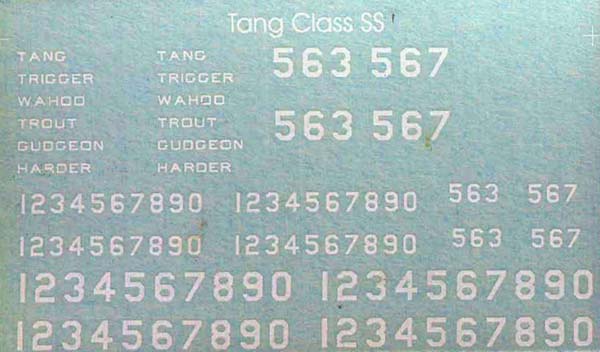 Tang Class SS
TANG TANG 563 567
TRIGGER TRIGGER
WAHOO WAHOO
TROUT TROUT 563 567
GUDGEON GUDGEON
HARDER HARDER
1234567890 1234567890 563 567
1234567890 1234567890 563 567
1234567890 1234567890
1234567890 1234567890